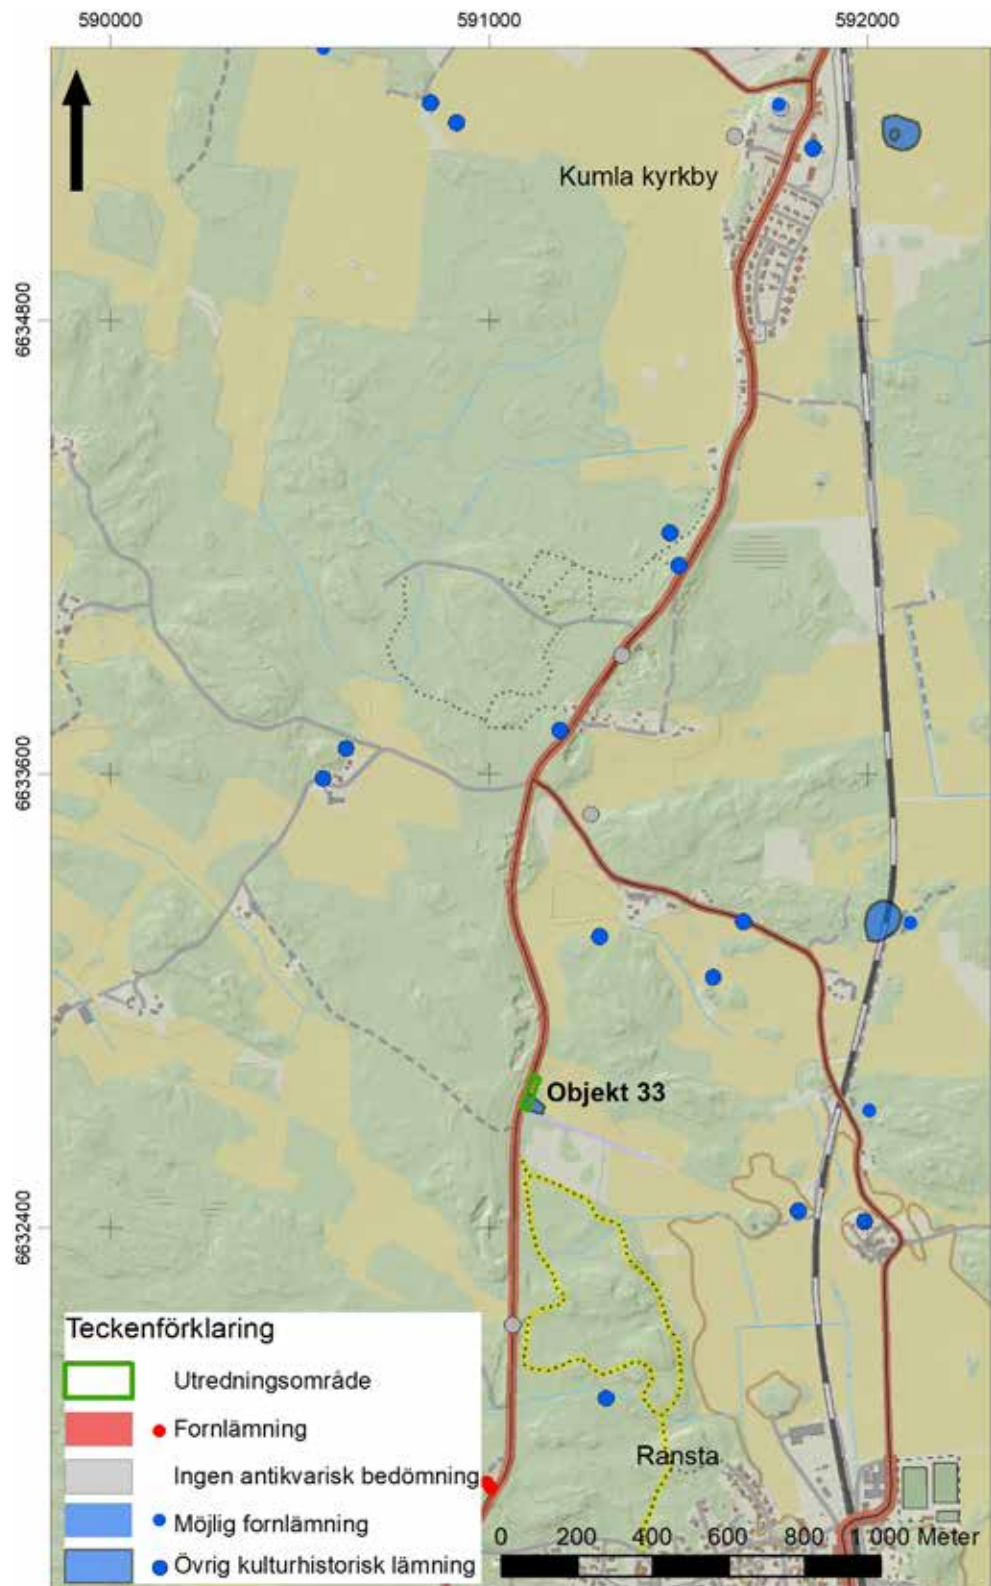 590000 591000 592000
Kumla kyrkby
6634800
6633600
Objekt 33
6632400
Teckenförklaring
Utredningsområde
Fornlämning
Ingen antikvarisk bedömning
Möjlig fornlämning
Övrig kulturhistorisk lämning
Ransta
0 200 400 600 800 1 000 Meter